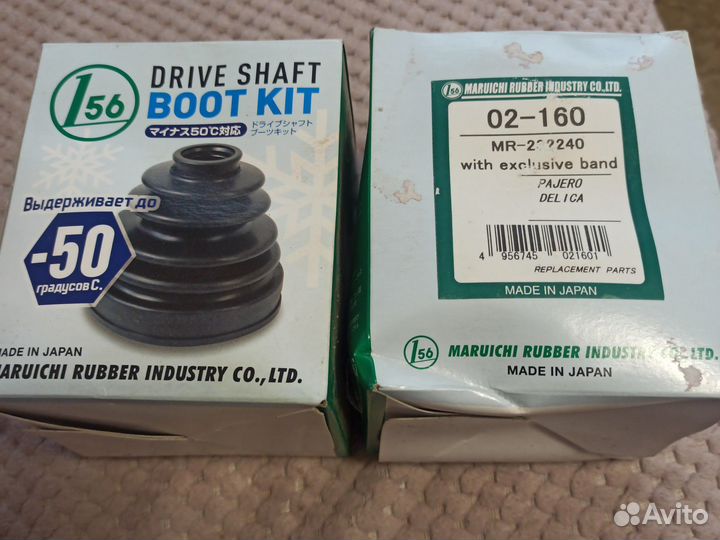 156
DRIVE SHAFT
BOOT KIT
マイナス50℃対応
ドライブシャフト
ブーツキット
Выдерживает до
-50
градусов С.
MADE IN JAPAN
MARUICHI RUBBER INDUSTRY CO., LTD.
156 MARUICHI RUBBER INDUSTRY CO., LTD.
02-160
with exclusive band
PAJERO
DELICA
4 956745 021601
REPLACEMENT PARTS
MADE IN JAPAN
156 MARUICHI RUBBER INDUSTRY CO., LTD.
MADE IN JAPAN
Avito